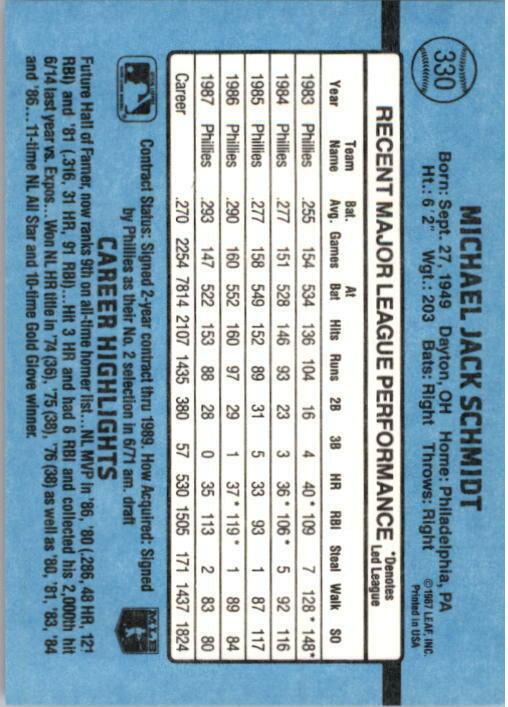 330
MICHAEL JACK SCHMIDT
Born: Sept. 27, 1949 Dayton, OH Home: Philadelphia, PA
Ht.: 6' 2" Wgt.: 203 Bats: Right Throws: Right
©1987 LEAF, INC.
Printed in USA
RECENT MAJOR LEAGUE PERFORMANCE
*Denotes
Led League
Year Team Name Bat. Avg. Games At Bat Hits Runs 2B 3B HR RBI Steal Walk SO
1983 Phillies .255 154 534 136 104 16 4 40* 109 7 128* 148*
1984 Phillies .277 151 528 146 93 23 3 36* 106* 5 92 116
1985 Phillies .277 158 549 152 89 31 5 33 93 1 87 117
1986 Phillies .290 160 552 160 97 29 1 37* 119* 1 89 84
1987 Phillies .293 147 522 153 88 28 0 35 113 2 83 80
Career .270 2254 7814 2107 1435 380 57 530 1505 171 1437 1824
Contract Status: Signed 2-year contract thru 1989. How Acquired: Signed
by Phillies as their No. 2 selection in 6/71 am. draft
MLB
CAREER HIGHLIGHTS
Future Hall of Famer, now ranks 9th on all-time homer list...NL MVP in '86, '80 (.286, 48 HR, 121
RBI) and '81 (.316, 31 HR, 91 RBI)... Hit 3 HR and had 6 RBI and collected his 2,000th hit
6/14 last year vs. Expos...Won NL HR title in '74 (36), '75 (38), '76 (38) as well as '80, '81, '83, '84
and '86...11-time NL All Star and 10-time Gold Glove winner.